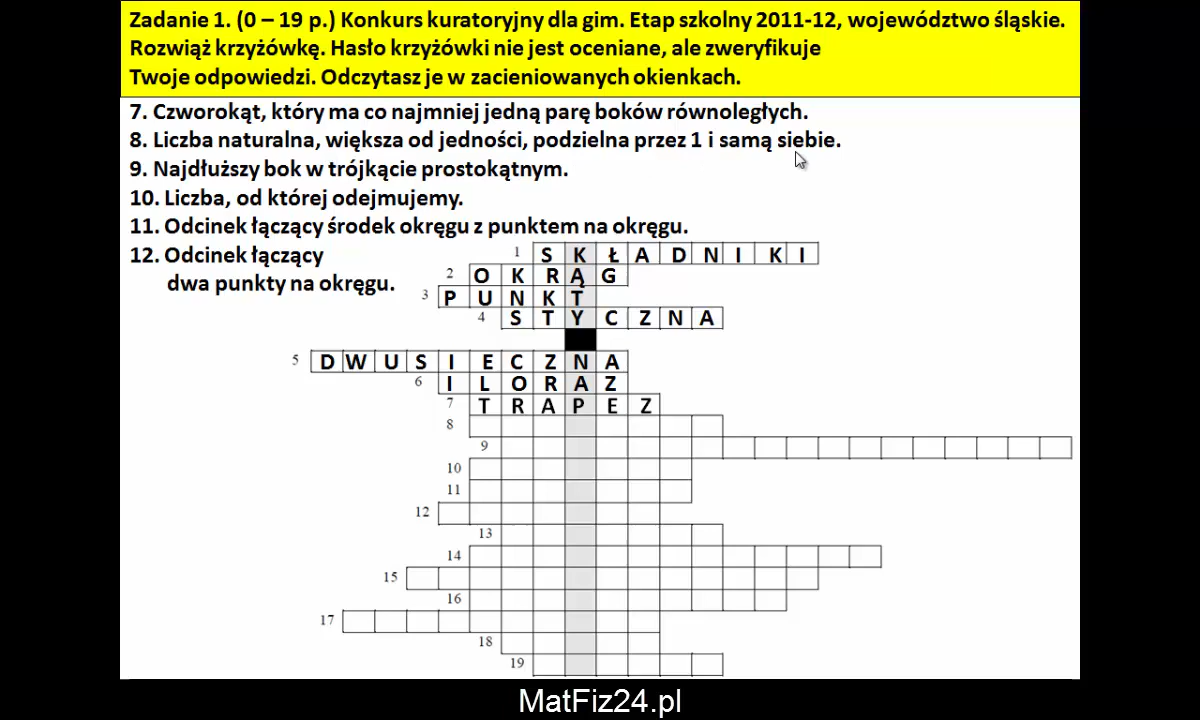 Zadanie 1. (0 – 19 p.) Konkurs kuratoryjny dla gim. Etap szkolny 2011-12, województwo śląskie.
Rozwiąż krzyżówkę. Hasło krzyżówki nie jest oceniane, ale zweryfikuje
Twoje odpowiedzi. Odczytasz je w zacieniowanych okienkach.
7. Czworokąt, który ma co najmniej jedną parę boków równoległych.
8. Liczba naturalna, większa od jedności, podzielna przez 1 i samą siebie.
9. Najdłuższy bok w trójkącie prostokątnym.
10. Liczba, od której odejmujemy.
11. Odcinek łączący środek okręgu z punktem na okręgu.
12. Odcinek łączący
dwa punkty na okręgu.
1 S K Ł A D N I K I
2 O K R Ą G
3 P U N K T
4 S T Y C Z N A
5 D W U S I E C Z N A
6 I L O R A Z
7 T R A P E Z
8
9
10
11
12
13
14
15
16
17
18
19
MatFiz24.pl